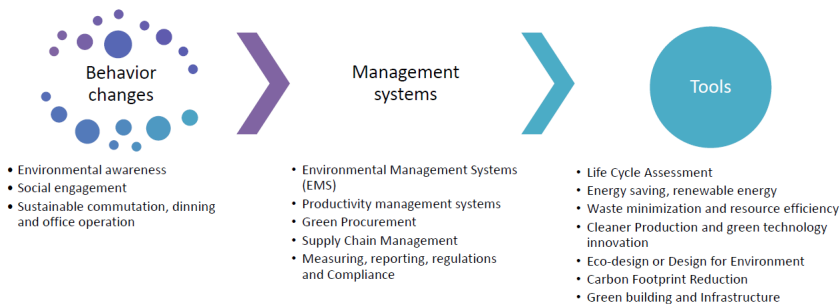 Behavior
changes
• Environmental awareness
• Social engagement
• Sustainable commutation, dinning
and office operation
Management
systems
• Environmental Management Systems
(EMS)
• Productivity management systems
• Green Procurement
• Supply Chain Management
• Measuring, reporting, regulations
and Compliance
Tools
• Life Cycle Assessment
• Energy saving, renewable energy
• Waste minimization and resource efficiency
• Cleaner Production and green technology
innovation
• Eco-design or Design for Environment
• Carbon Footprint Reduction
• Green building and Infrastructure